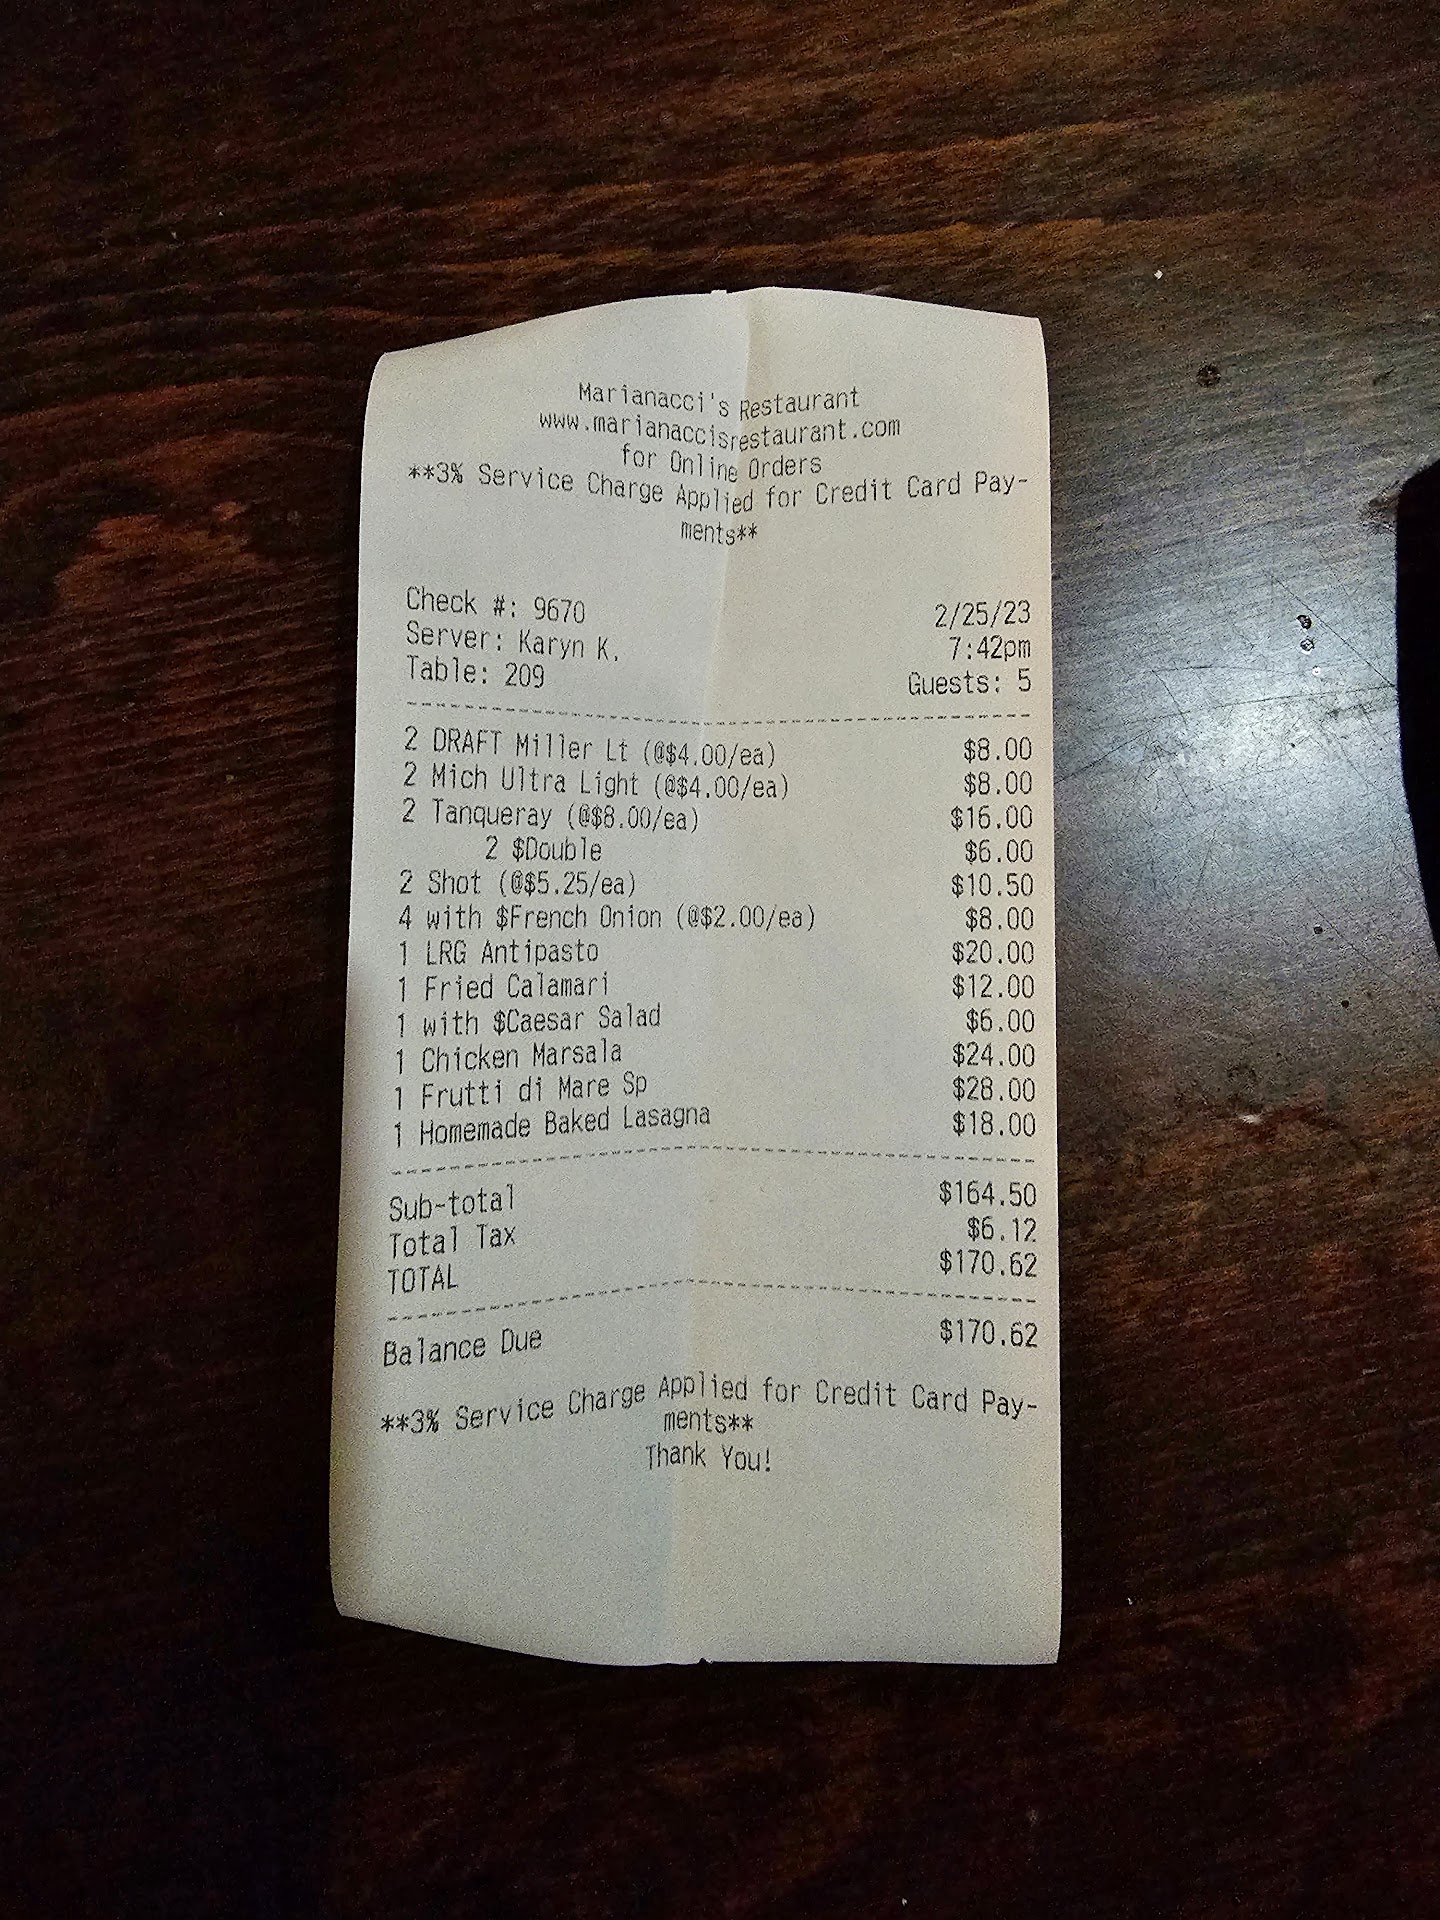 Marianacci's Restaurant
www.marianaccisrestaurant.com
for Online Orders
**3% Service Charge Applied for Credit Card Pay-
ments**
Check #: 9670 2/25/23
Server: Karyn K. 7:42pm
Table: 209 Guests: 5
2 DRAFT Miller Lt (@$4.00/ea) $8.00
2 Mich Ultra Light (@$4.00/ea) $8.00
2 Tanqueray (@$8.00/ea) $16.00
2 $Double $6.00
2 Shot (@$5.25/ea) $10.50
4 with $French Onion (@$2.00/ea) $8.00
1 LRG Antipasto $20.00
1 Fried Calamari $12.00
1 with $Caesar Salad $6.00
1 Chicken Marsala $24.00
1 Frutti di Mare Sp $28.00
1 Homemade Baked Lasagna $18.00
Sub-total $164.50
Total Tax $6.12
TOTAL $170.62
Balance Due $170.62
**3% Service Charge Applied for Credit Card Pay-
ments**
Thank You!